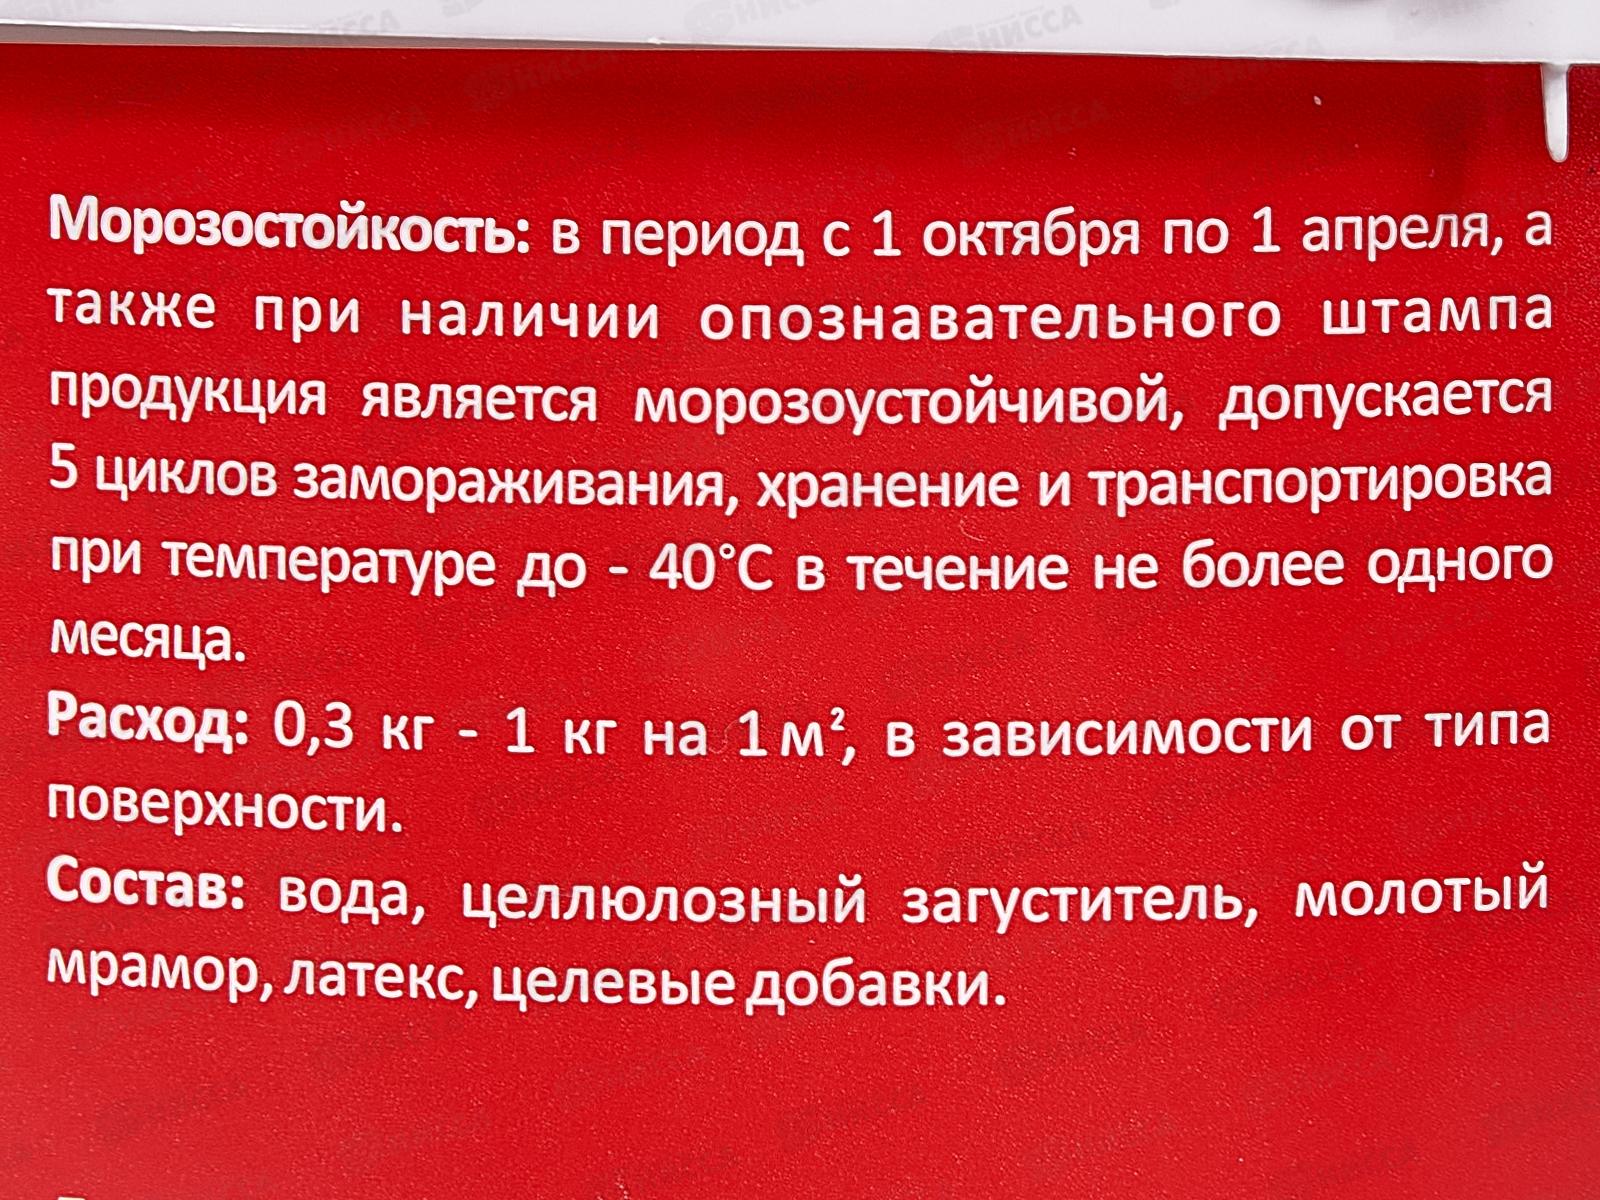 Морозостойкость: в период с 1 октября по 1 апреля, а
также при наличии опознавательного штампа
продукция является морозоустойчивой, допускается
5 циклов замораживания, хранение и транспортировка
при температуре до - 40°С в течение не более одного
месяца.
Расход: 0,3 кг - 1 кг на 1 м², в зависимости от типа
поверхности.
Состав: вода, целлюлозный загуститель, молотый
мрамор, латекс, целевые добавки.